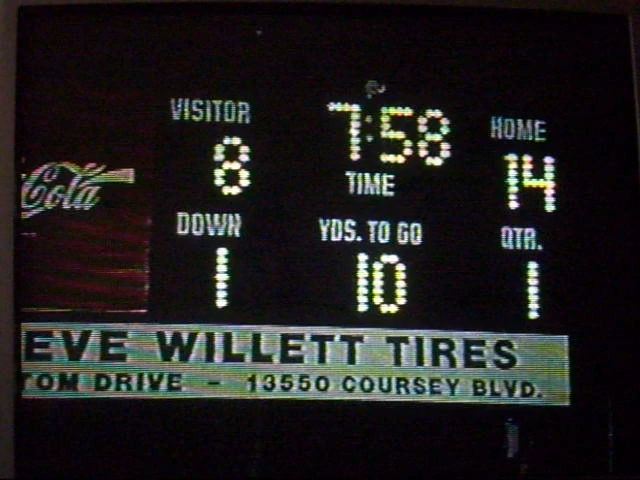 VISITOR 7:58 HOME
8 TIME 14
Cola
DOWN YDS. TO GO QTR.
1 10 1
EVE WILLETT TIRES
TOM DRIVE - 13550 COURSEY BLVD.